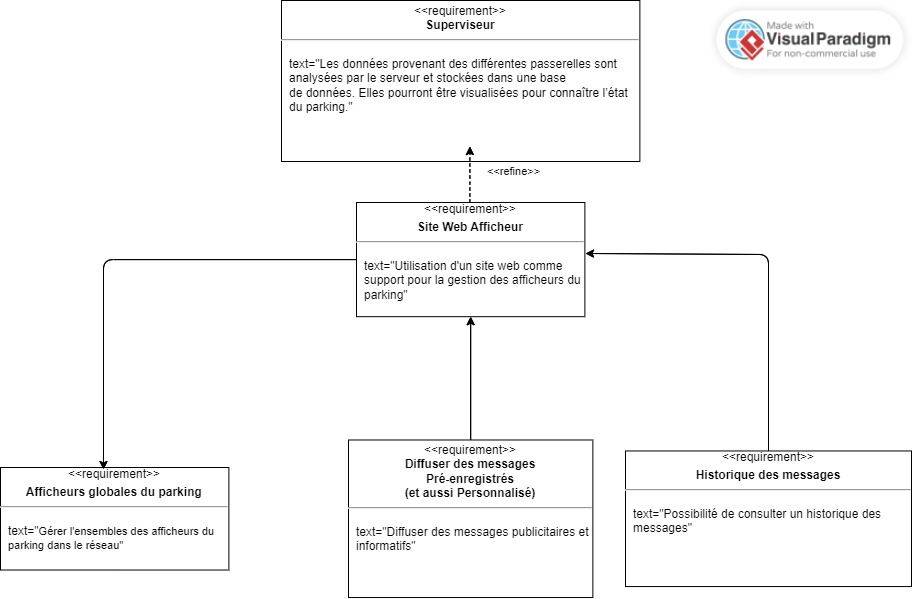 <<requirement>>
Superviseur
text="Les données provenant des différentes passerelles sont
analysées par le serveur et stockées dans une base
de données. Elles pourront être visualisées pour connaître l'état
du parking."
Made with
Visual Paradigm
For non-commercial use
<<refine>>
<<requirement>>
Site Web Afficheur
text="Utilisation d'un site web comme
support pour la gestion des afficheurs du
parking"
<<requirement>>
Afficheurs globales du parking
text="Gérer l'ensembles des afficheurs du
parking dans le réseau"
<<requirement>>
Diffuser des messages
Pré-enregistrés
(et aussi Personnalisé)
text="Diffuser des messages publicitaires et
informatifs"
<<requirement>>
Historique des messages
text="Possibilité de consulter un historique des
messages"